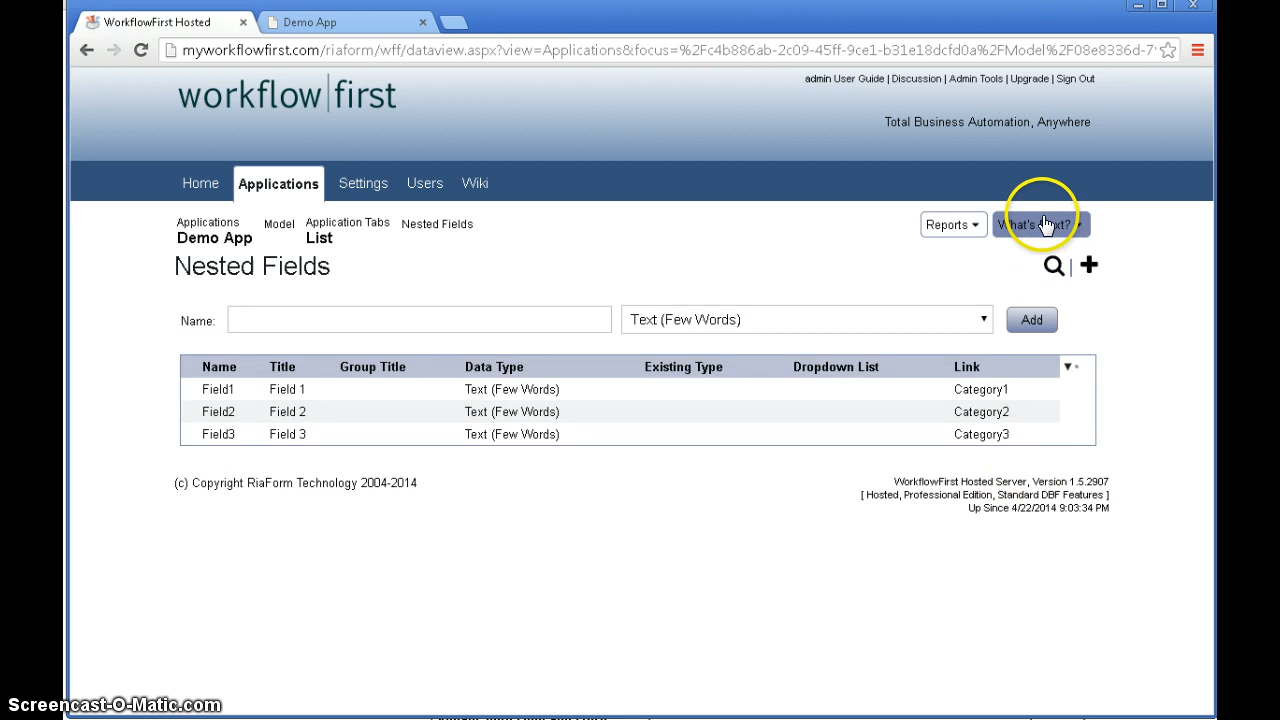 WorkflowFirst Hosted
Demo App
myworkflowfirst.com/riaform/wff/dataview.aspx?view=Applications&focus=%2Fc4b886ab-2c09-45ff-9ce1-b31e18dcfd0a%2FModel%2F08e8336d-7
workflow|first
admin User Guide | Discussion | Admin Tools | Upgrade | Sign Out
Total Business Automation, Anywhere
Home Applications Settings Users Wiki
Applications Model Application Tabs Nested Fields
Demo App List
Reports What's
Nested Fields
Name: Text (Few Words) Add
Name Title Group Title Data Type Existing Type Dropdown List Link
Field1 Field 1 Text (Few Words) Category1
Field2 Field 2 Text (Few Words) Category2
Field3 Field 3 Text (Few Words) Category3
(c) Copyright RiaForm Technology 2004-2014
WorkflowFirst Hosted Server, Version 1.5.2907
[ Hosted, Professional Edition, Standard DBF Features ]
Up Since 4/22/2014 9:03:34 PM
Screencast-O-Matic.com